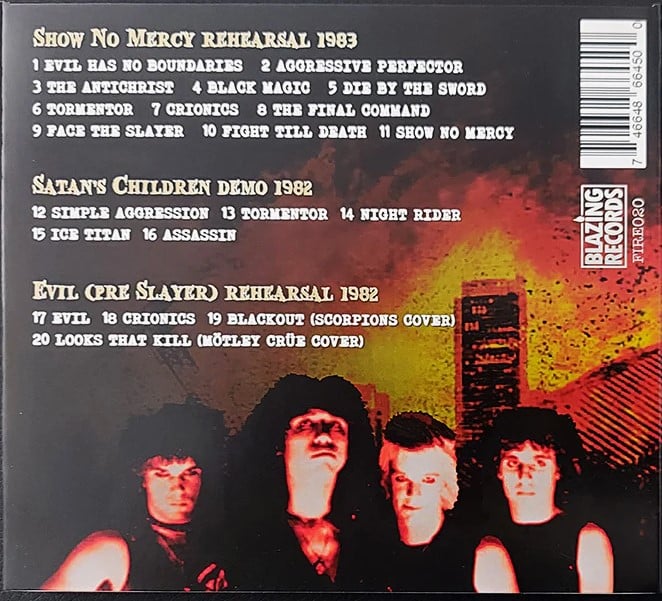 Show No Mercy rehearsal 1983
1 Evil Has No Boundaries 2 Aggressive Perfector
3 The Antichrist 4 Black Magic 5 Die By The Sword
6 Tormentor 7 Crionics 8 The Final Command
9 Face The Slayer 10 Fight Till Death 11 Show No Mercy
Satan's Children demo 1982
12 Simple Aggression 13 Tormentor 14 Night Rider
15 Ice Titan 16 Assassin
Evil (pre Slayer) rehearsal 1982
17 Evil 18 Crionics 19 Blackout (Scorpions cover)
20 Looks That Kill (Mötley Crüe cover)
7 46648 66450 0
BLAZING
RECORDS
FIRE020